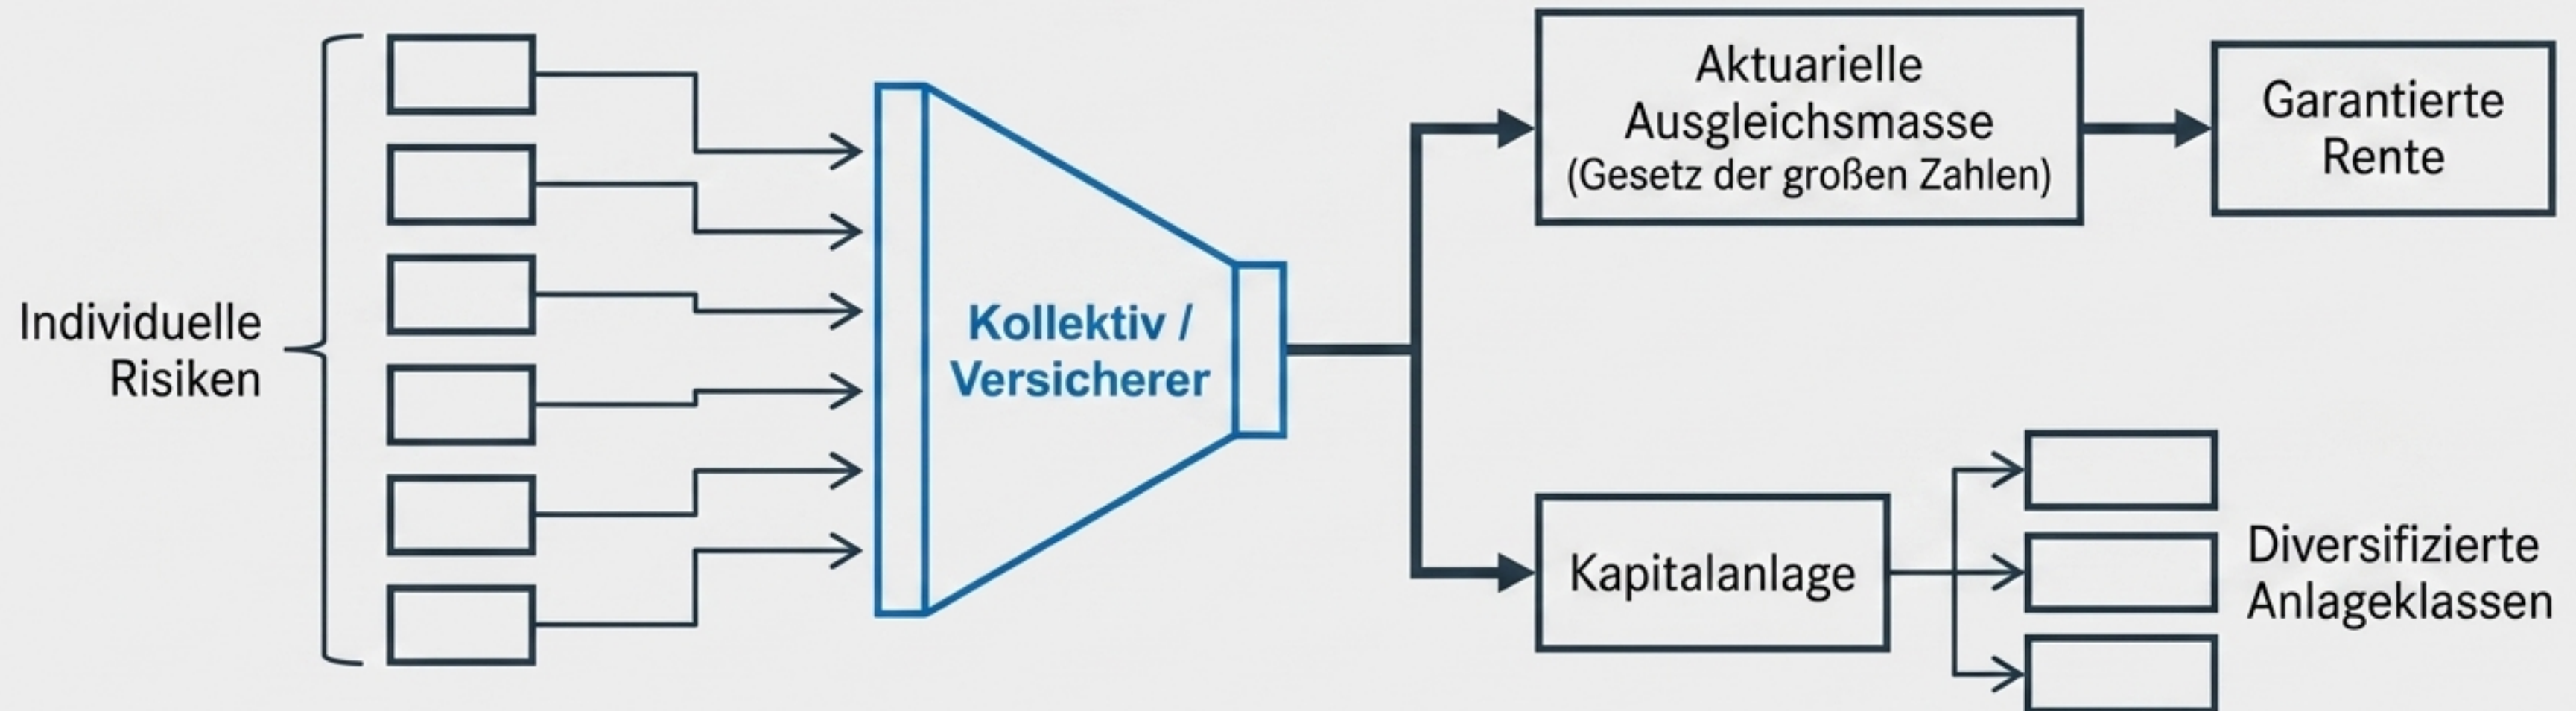 Individuelle
Risiken
Kollektiv /
Versicherer
Aktuarielle
Ausgleichsmasse
(Gesetz der großen Zahlen)
Garantierte
Rente
Kapitalanlage
Diversifizierte
Anlageklassen